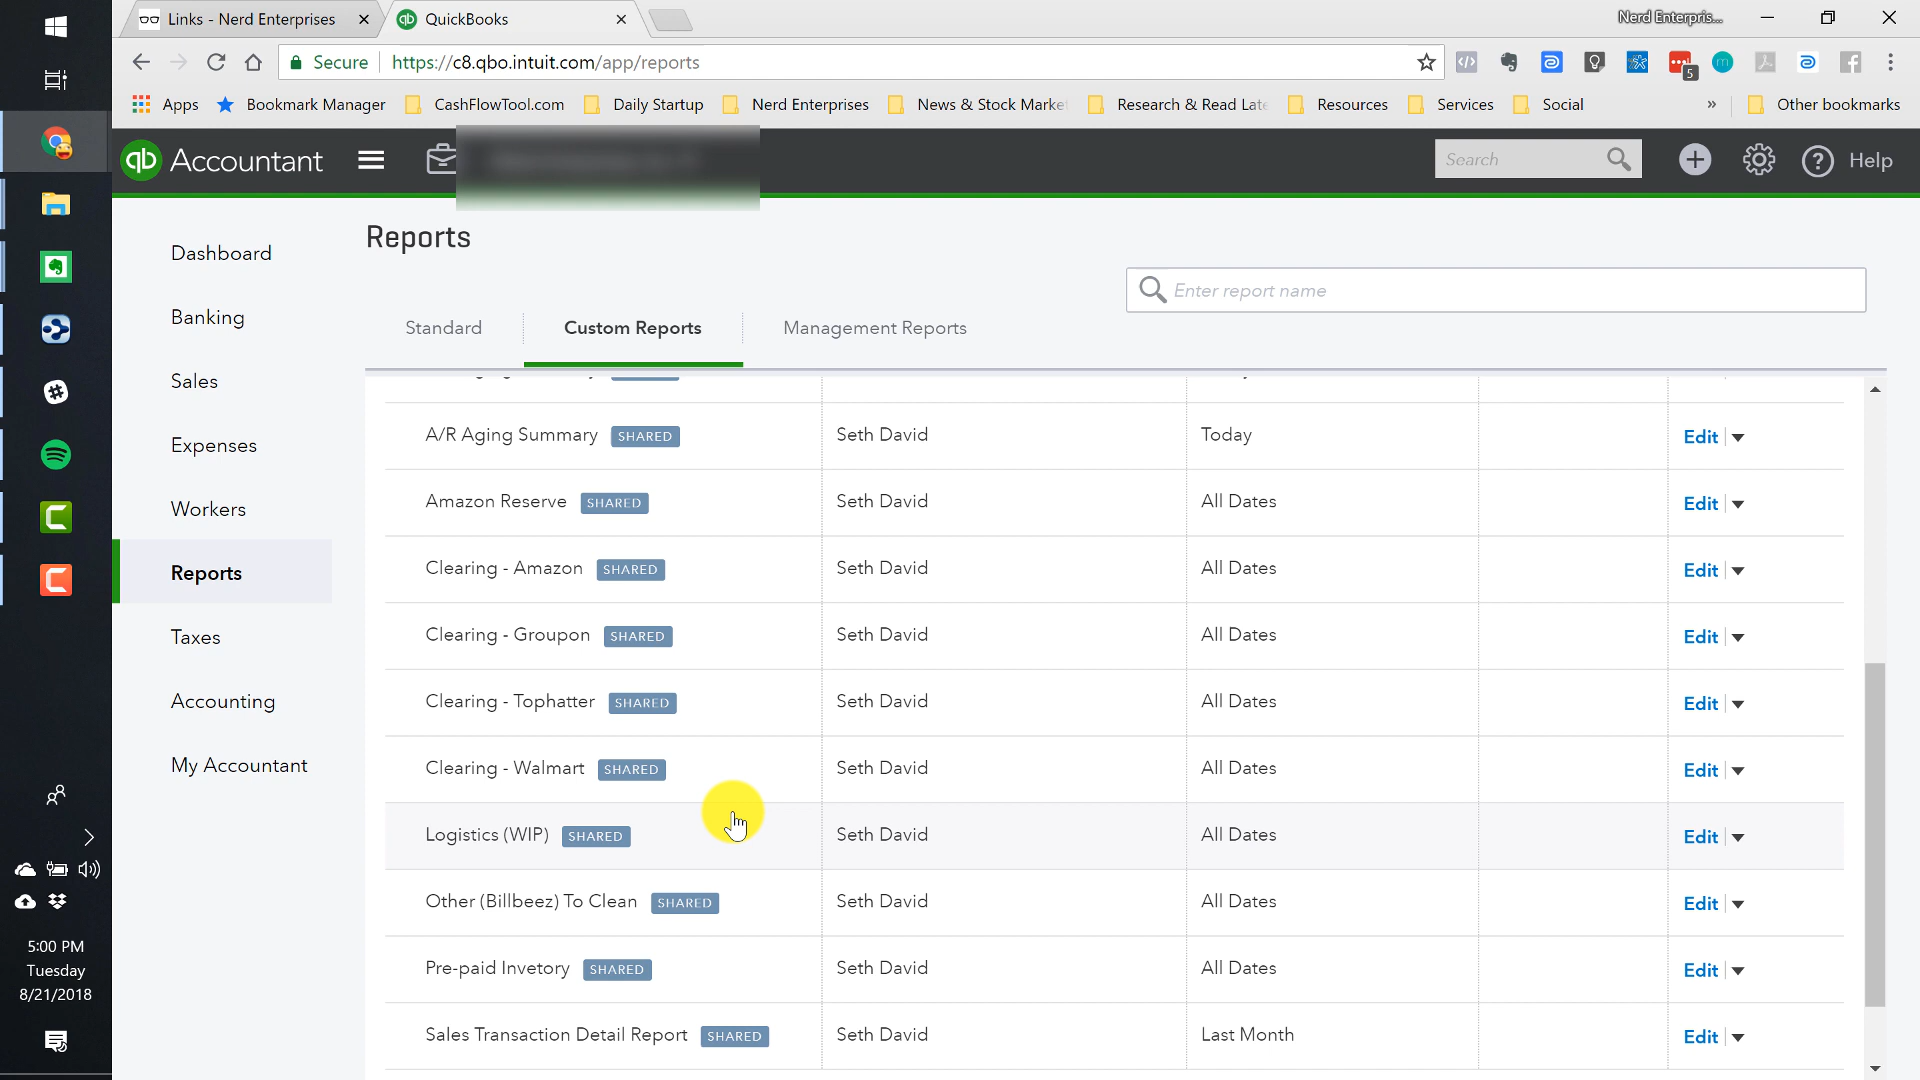 Links - Nerd Enterprises
QuickBooks
Nerd Enterpris...
Secure
https://c8.qbo.intuit.com/app/reports
5
Apps
Bookmark Manager
CashFlowTool.com
Daily Startup
Nerd Enterprises
News & Stock Marke
Research & Read Late
Resources
Services
Social
»
Other bookmarks
qb Accountant
Search
Help
Dashboard
Banking
Sales
Expenses
Workers
Reports
Taxes
Accounting
My Accountant
Reports
Enter report name
Standard
Custom Reports
Management Reports
A/R Aging Summary SHARED Seth David Today Edit
Amazon Reserve SHARED Seth David All Dates Edit
Clearing - Amazon SHARED Seth David All Dates Edit
Clearing - Groupon SHARED Seth David All Dates Edit
Clearing - Tophatter SHARED Seth David All Dates Edit
Clearing - Walmart SHARED Seth David All Dates Edit
Logistics (WIP) SHARED Seth David All Dates Edit
Other (Billbeez) To Clean SHARED Seth David All Dates Edit
Pre-paid Invetory SHARED Seth David All Dates Edit
Sales Transaction Detail Report SHARED Seth David Last Month Edit
5:00 PM
Tuesday
8/21/2018